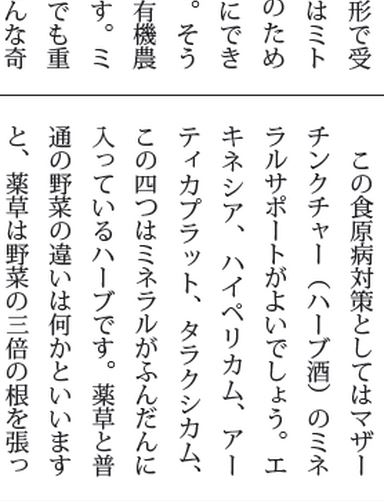 形で受
はミト
のため
にでき
。そう
有機農
す。ミ
でも重
んな奇
この食原病対策としてはマザー
チンクチャー（ハーブ酒）のミネ
ラルサポートがよいでしょう。エ
キネシア、ハイペリカム、アー
ティカプラット、タラクシカム、
この四つはミネラルがふんだんに
入っているハーブです。薬草と普
通の野菜の違いは何かといいます
と、薬草は野菜の三倍の根を張っ